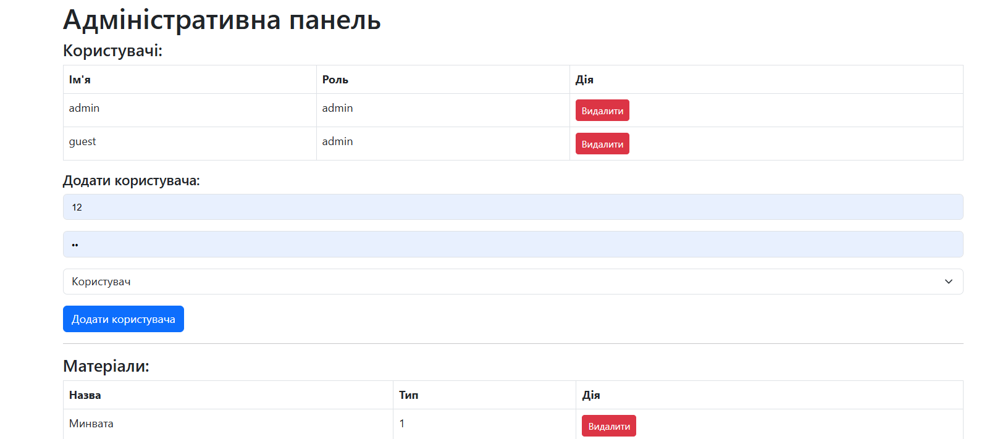 Адміністративна панель
Користувачі:
Ім'я Роль Дія
admin admin Видалити
guest admin Видалити
Додати користувача:
12
••
Користувач
Додати користувача
Матеріали:
Назва Тип Дія
Минвата 1 Видалити